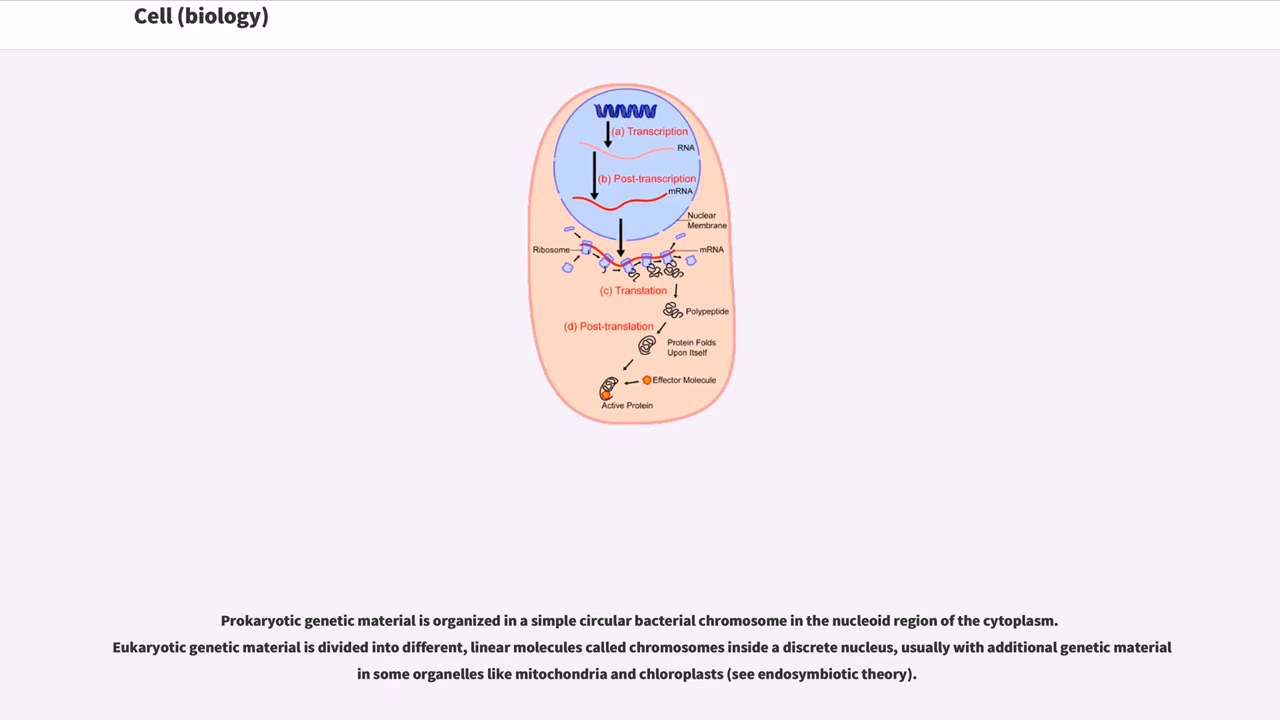 Cell (biology)
(a) Transcription
RNA
(b) Post-transcription
mRNA
Nuclear
Membrane
Ribosome
mRNA
(c) Translation
Polypeptide
(d) Post-translation
Protein Folds
Upon Itself
Effector Molecule
Active Protein
Prokaryotic genetic material is organized in a simple circular bacterial chromosome in the nucleoid region of the cytoplasm.
Eukaryotic genetic material is divided into different, linear molecules called chromosomes inside a discrete nucleus, usually with additional genetic material
in some organelles like mitochondria and chloroplasts (see endosymbiotic theory).